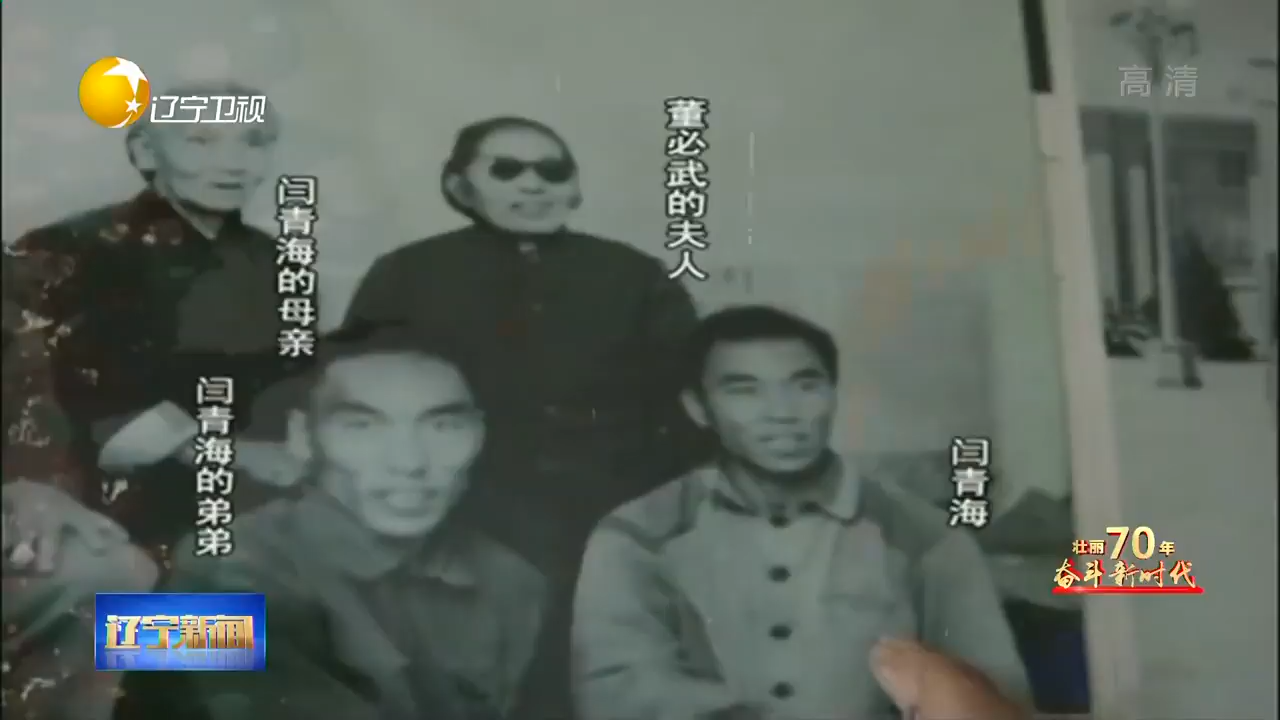 辽宁卫视
高清
董必武的夫人
闫青海的母亲
闫青海的弟弟
闫青海
壮丽70年
奋斗新时代
辽宁新闻